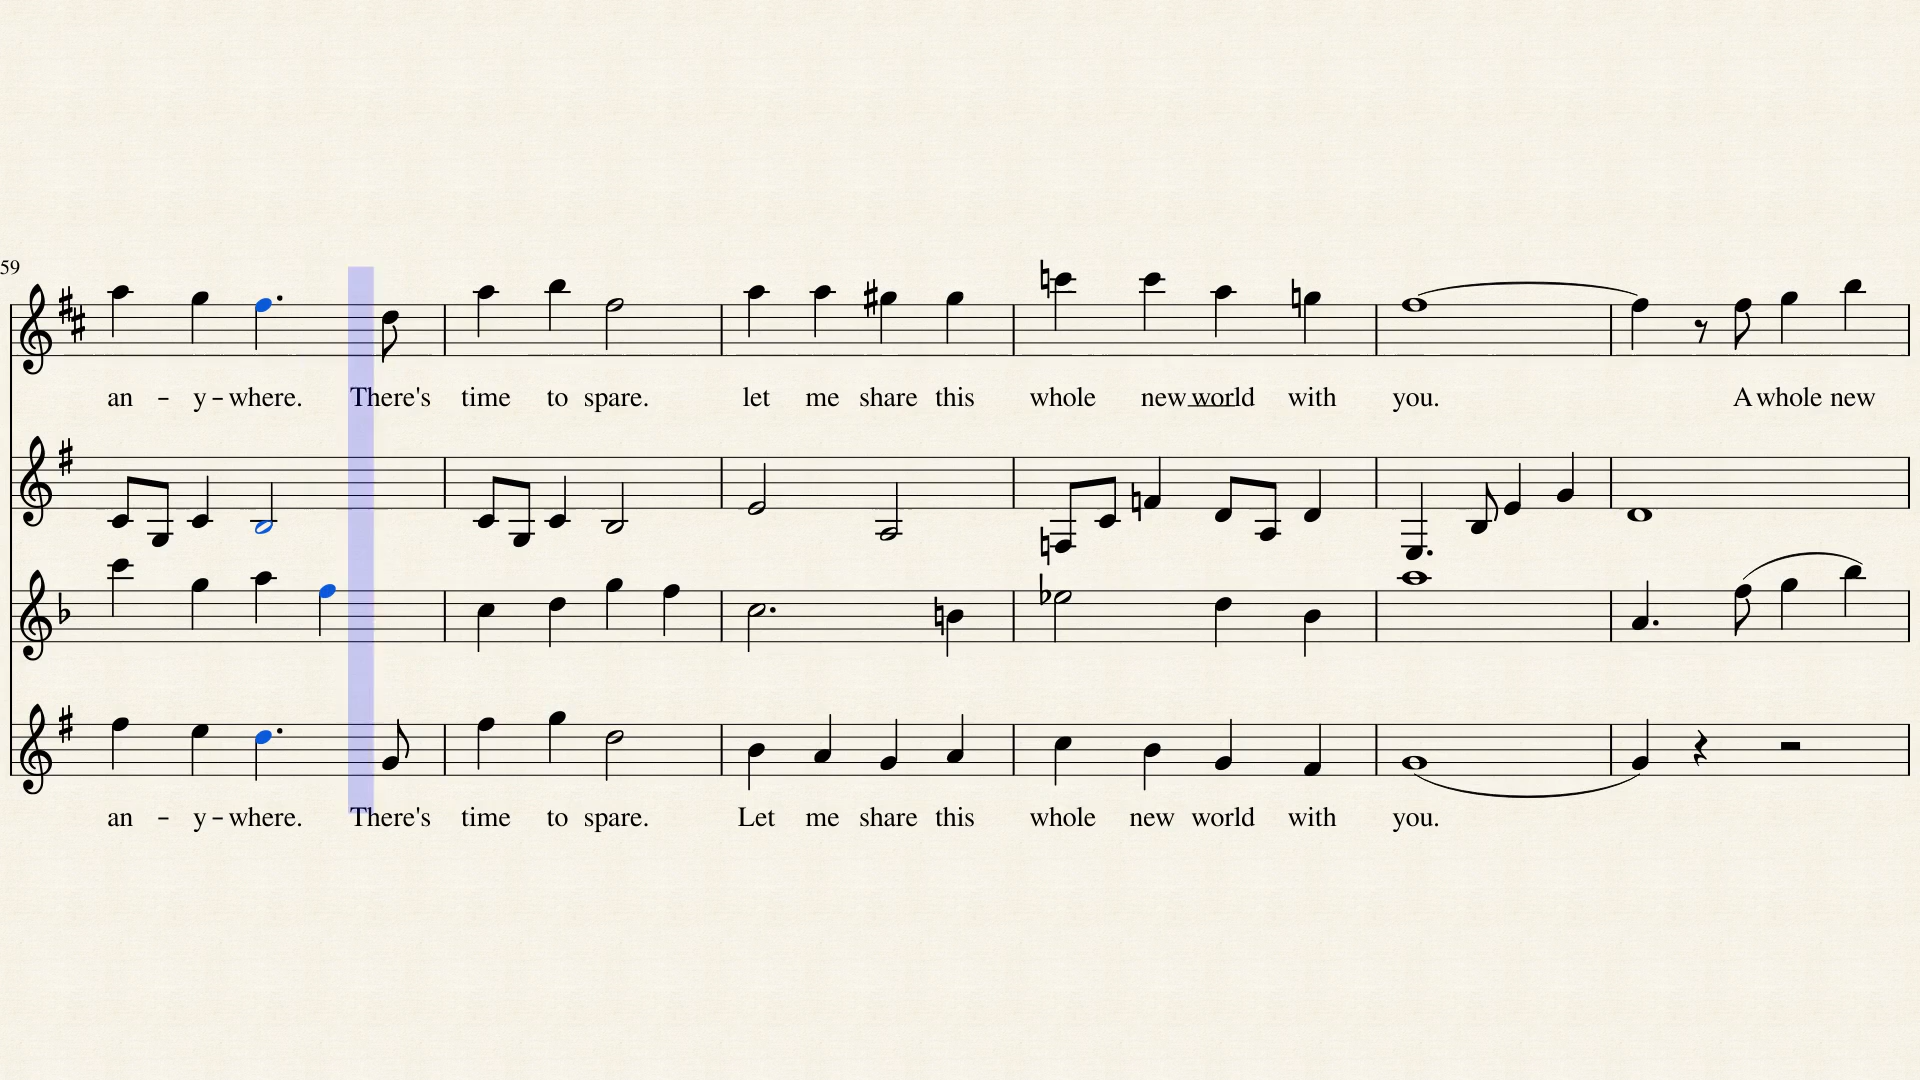 59
an - y - where. There's time to spare. let me share this whole new world with you. A whole new
an - y - where. There's time to spare. Let me share this whole new world with you.